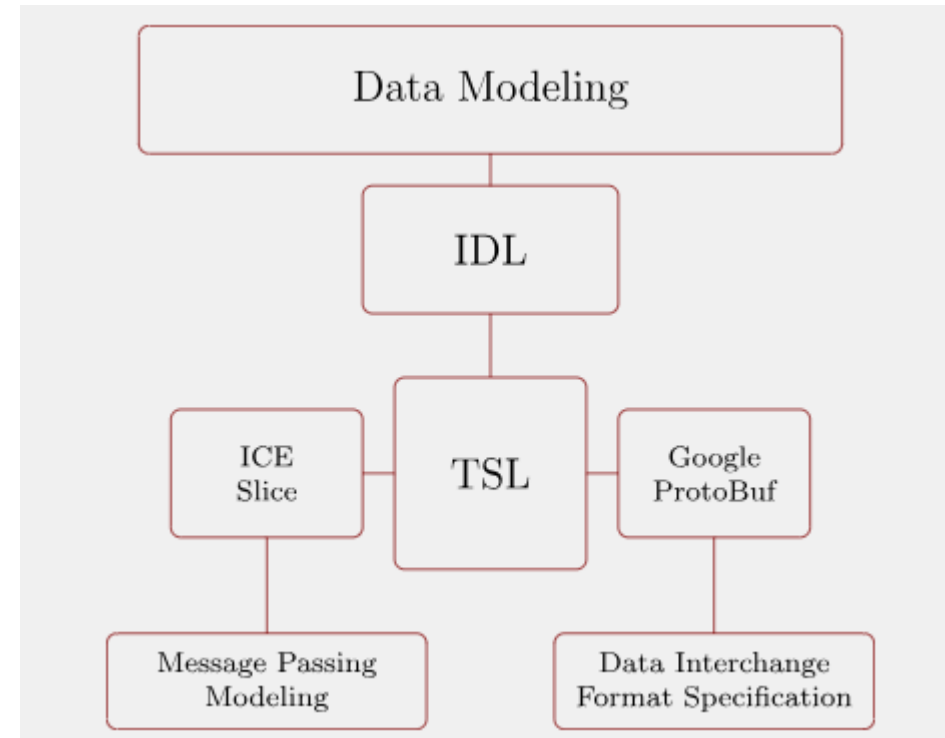 Data Modeling
IDL
ICE
Slice
TSL
Google
ProtoBuf
Message Passing
Modeling
Data Interchange
Format Specification